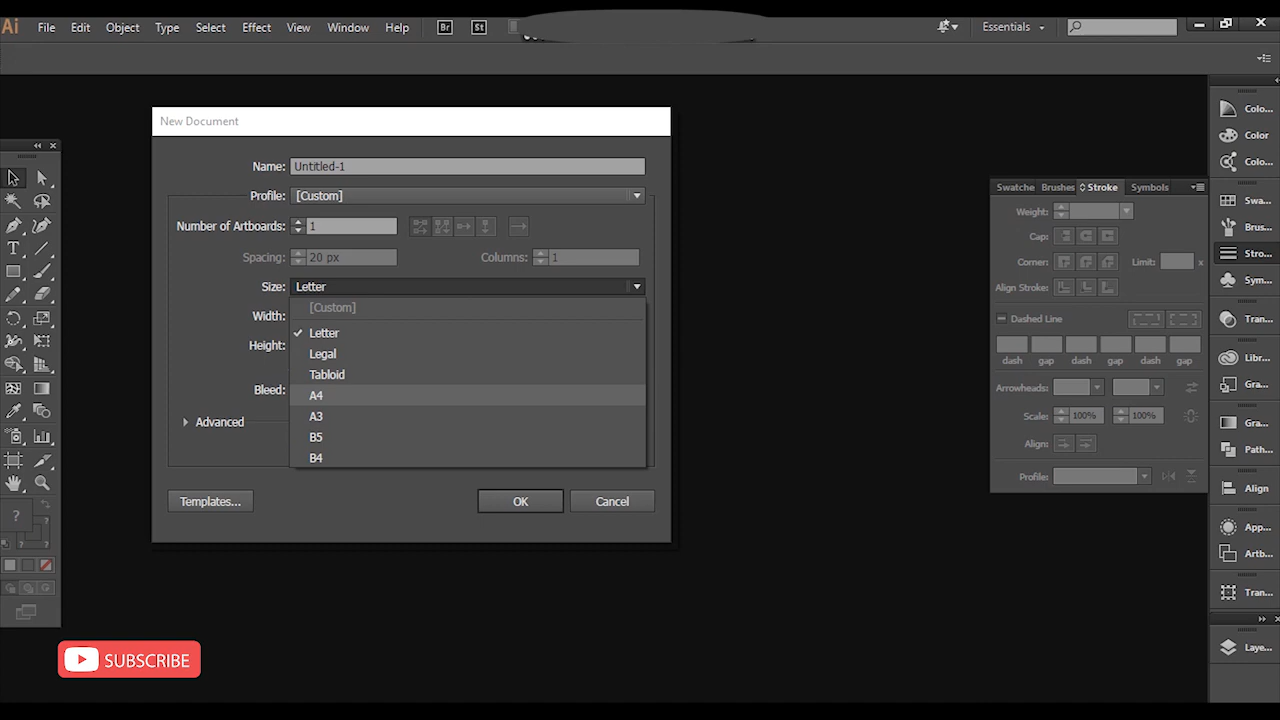 Ai File Edit Object Type Select Effect View Window Help Br St Essentials
New Document
Name: Untitled-1
Profile: [Custom]
Number of Artboards: 1
Spacing: 20 px Columns: 1
Size: Letter
[Custom]
Width:
Letter
Height:
Legal
Tabloid
Bleed:
A4
A3
Advanced
B5
B4
Templates... OK Cancel
Swatche Brushes Stroke Symbols
Weight:
Cap:
Corner: Limit: x
Align Stroke:
Dashed Line
dash gap dash gap dash gap
Arrowheads:
Scale: 100% 100%
Align:
Profile:
Colo...
Color
Colo...
Swa...
Brus...
Stro...
Sym...
Tran...
Libr...
Gra...
Gra...
Path...
Align
App...
Artb...
Tran...
Laye...
? ?
? ?
SUBSCRIBE